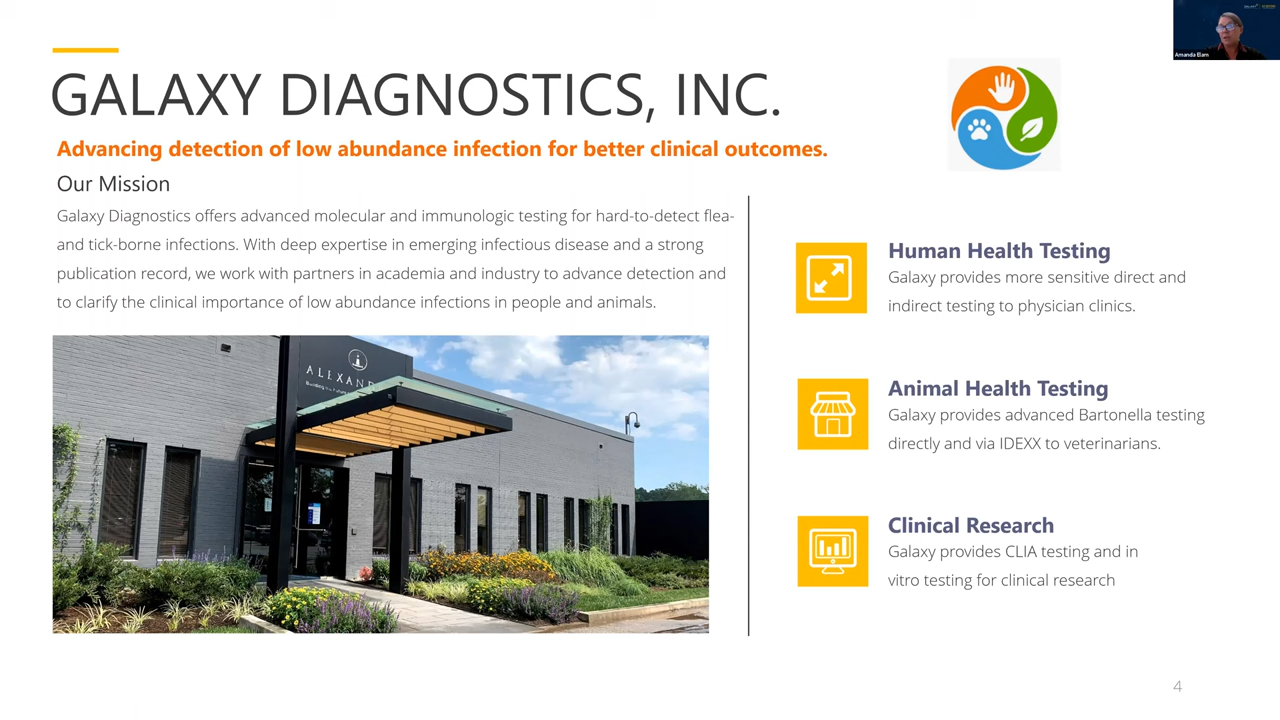 GALAXY DIAGNOSTICS, INC.
Advancing detection of low abundance infection for better clinical outcomes.
Our Mission
Galaxy Diagnostics offers advanced molecular and immunologic testing for hard-to-detect flea-
and tick-borne infections. With deep expertise in emerging infectious disease and a strong
publication record, we work with partners in academia and industry to advance detection and
to clarify the clinical importance of low abundance infections in people and animals.
ALEXAN
Human Health Testing
Galaxy provides more sensitive direct and
indirect testing to physician clinics.
Animal Health Testing
Galaxy provides advanced Bartonella testing
directly and via IDEXX to veterinarians.
Clinical Research
Galaxy provides CLIA testing and in
vitro testing for clinical research
Amanda Elam
4